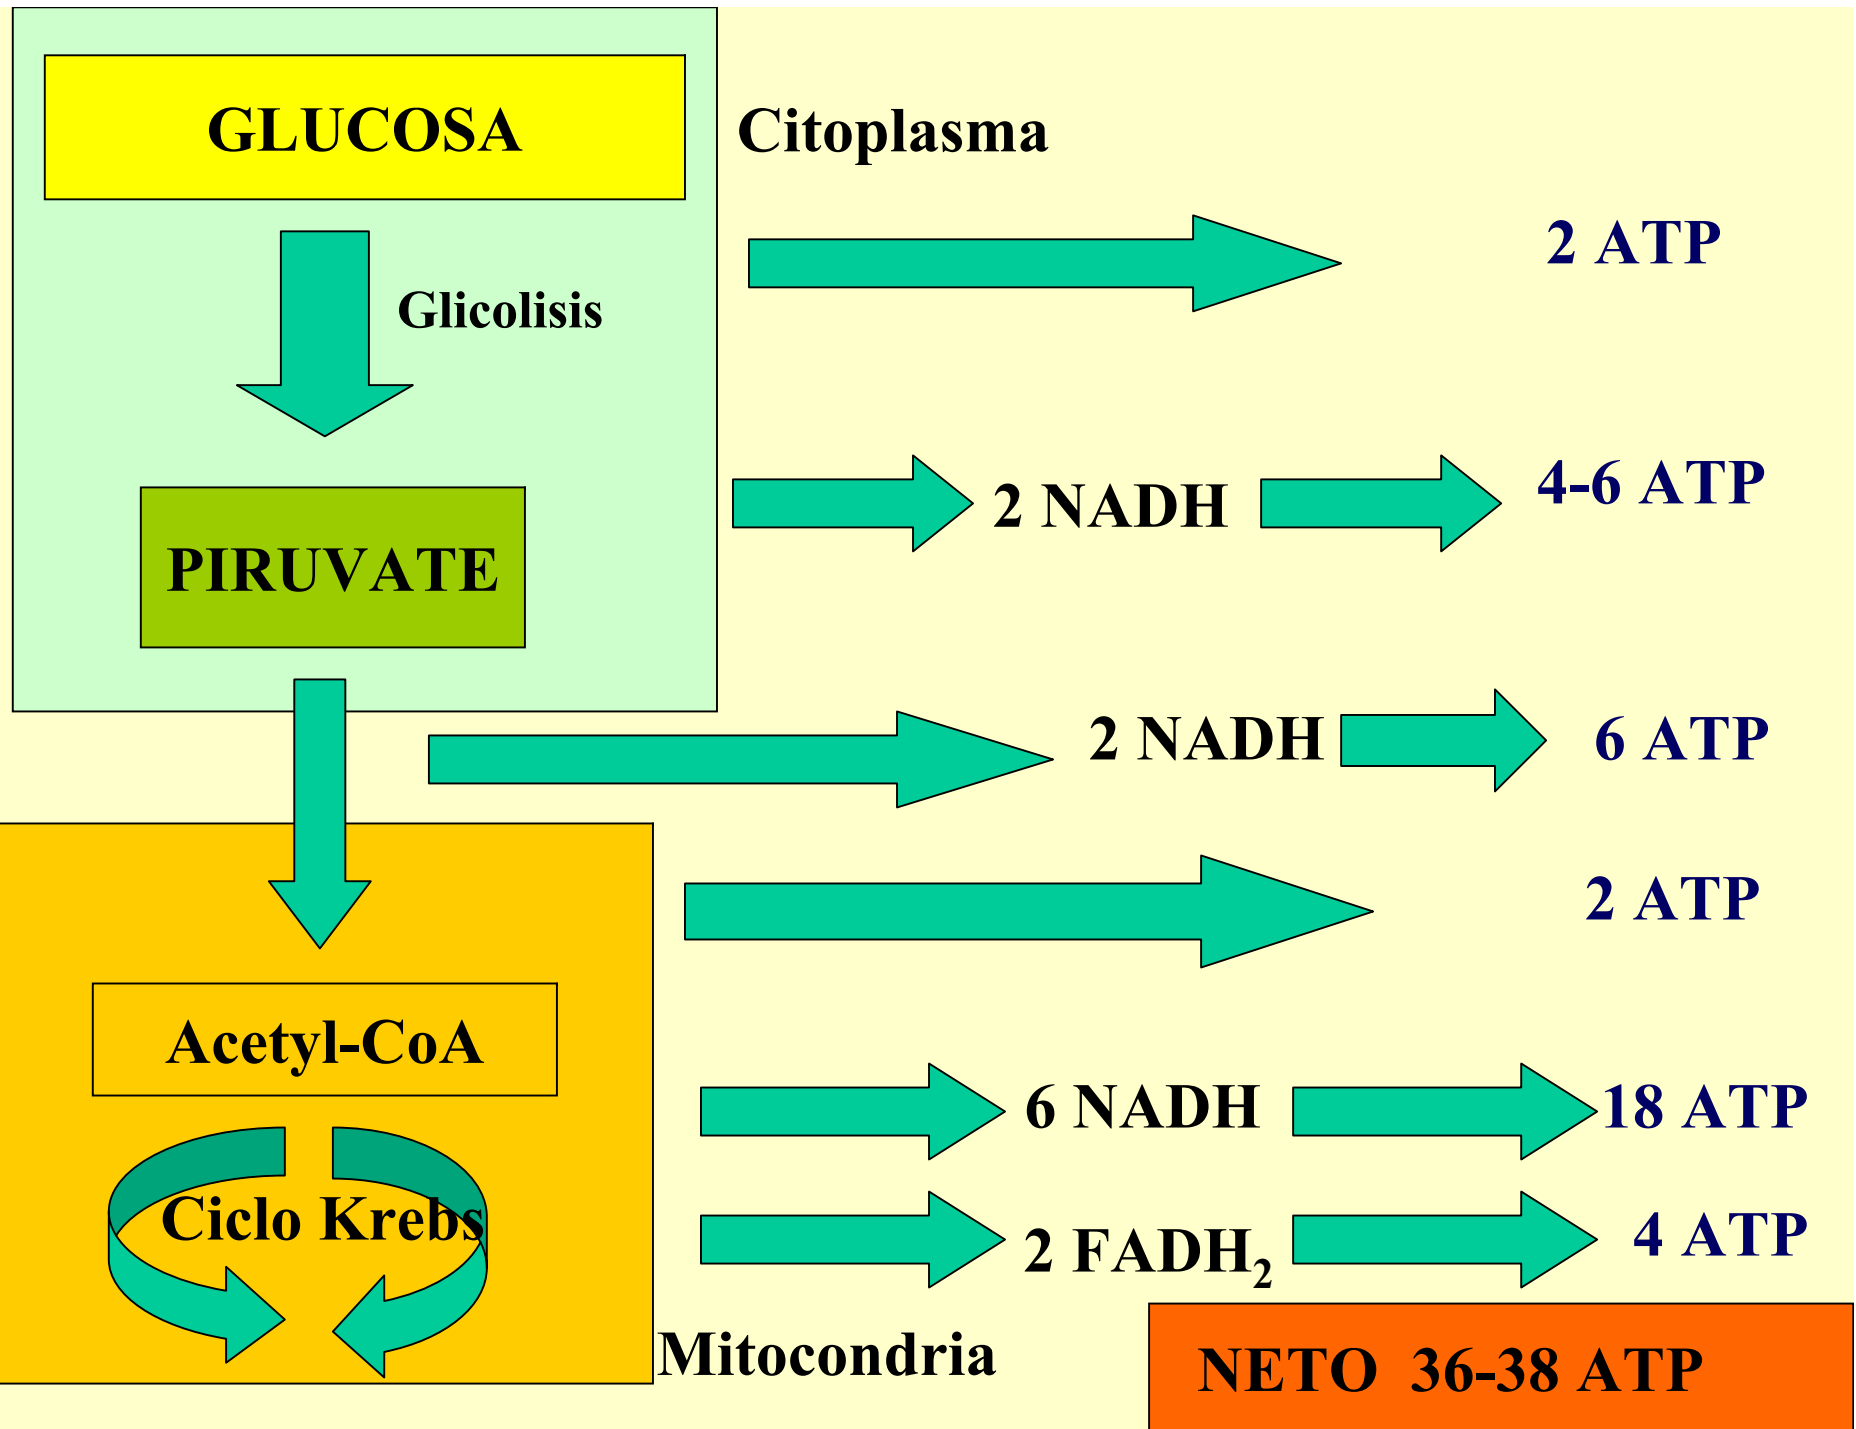 GLUCOSA
Citoplasma
2 ATP
Glicolisis
2 NADH
4-6 ATP
PIRUVATE
2 NADH
6 ATP
2 ATP
Acetyl-CoA
6 NADH
18 ATP
Ciclo Krebs
2 FADH₂
4 ATP
Mitocondria
NETO 36-38 ATP